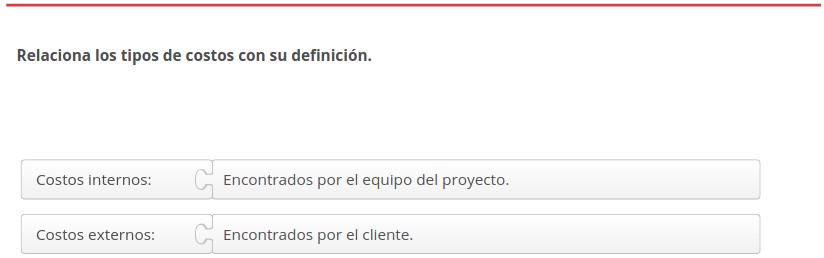 Relaciona los tipos de costos con su definición.
Costos internos: Encontrados por el equipo del proyecto.
Costos externos: Encontrados por el cliente.